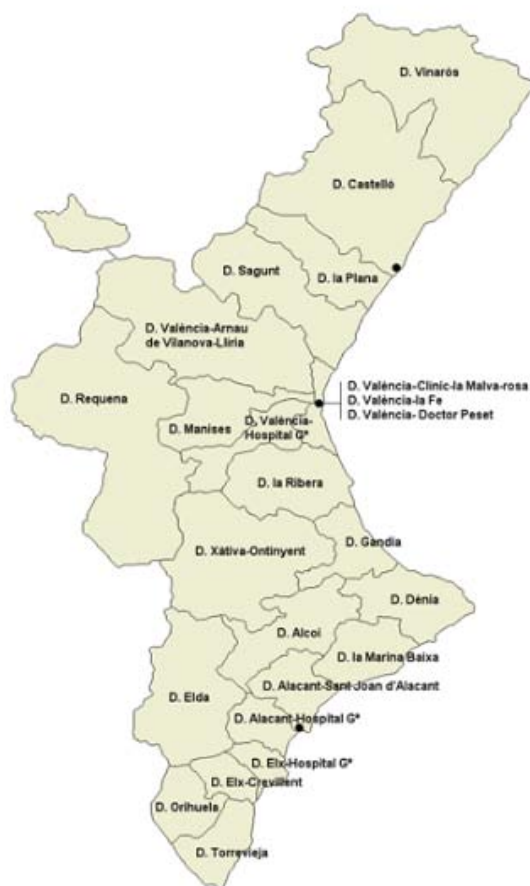 D. Vinaròs
D. Castelló
D. Sagunt
D. la Plana
D. València-Arnau
de Vilanova-Llíria
D. Requena
D. València-Clínic-la Malva-rosa
D. València-la Fe
D. València- Doctor Peset
D. Manises
D. València-
Hospital Gª
D. la Ribera
D. Xàtiva-Ontinyent
D. Gandia
D. Dénia
D. Alcoi
D. la Marina Baixa
D. Alacant-Sant Joan d'Alacant
D. Elda
D. Alacant-Hospital Gª
D. Elx-Hospital Gª
D. Elx-Crevillent
D. Orihuela
D. Torrevieja